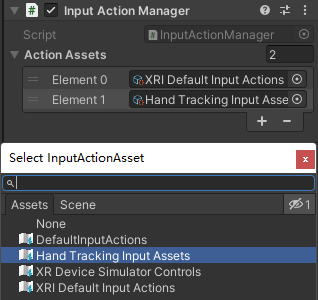 Input Action Manager
Script InputActionManager
Action Assets 2
Element 0 XRI Default Input Actions
Element 1 Hand Tracking Input Asse
+ −
Select InputActionAsset x
Assets Scene 1
None
DefaultInputActions
Hand Tracking Input Assets
XR Device Simulator Controls
XRI Default Input Actions